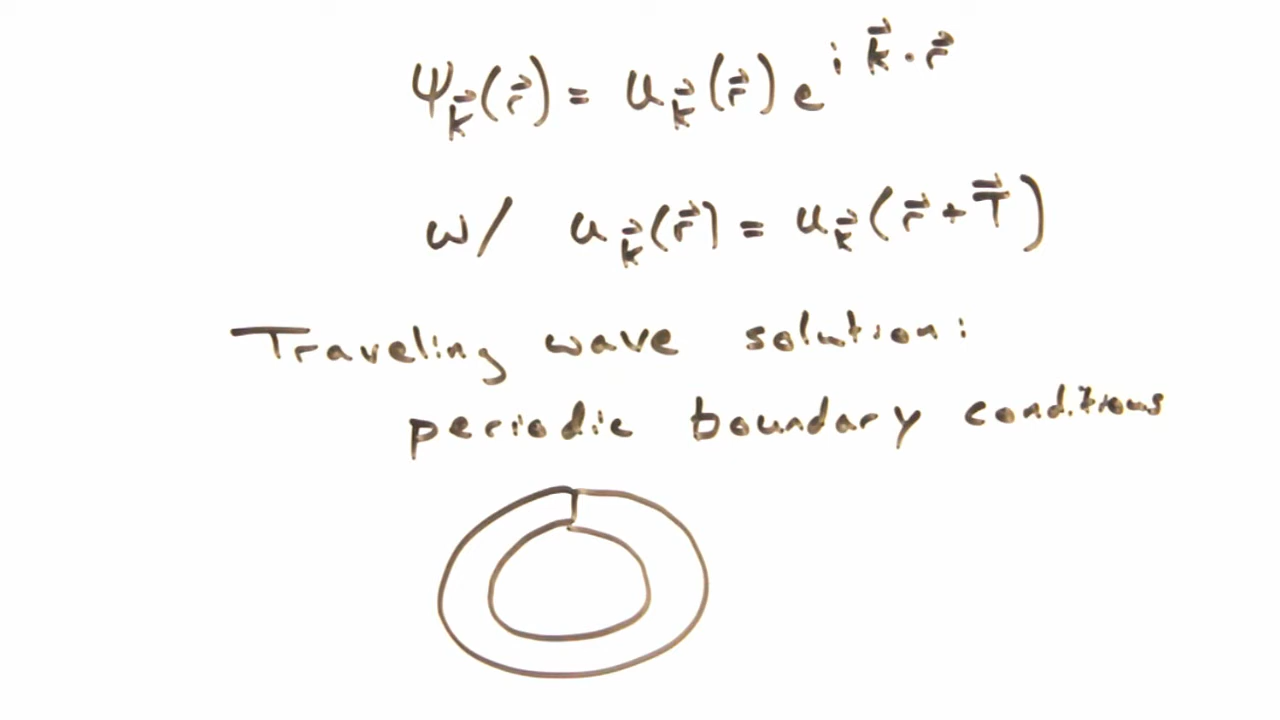 ψ_k⃗(r⃗) = u_k⃗(r⃗) e^{i k⃗·r⃗}
w/ u_k⃗(r⃗) = u_k⃗(r⃗ + T⃗)
Traveling wave solution:
periodic boundary conditions